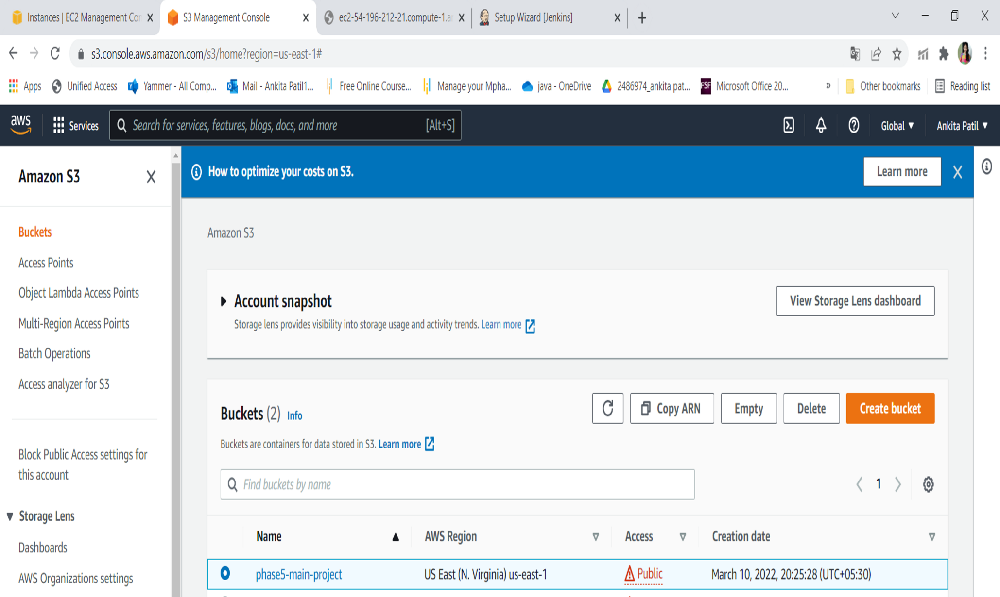 Instances | EC2 Management Con
S3 Management Console
ec2-54-196-212-21.compute-1.a
Setup Wizard [Jenkins]
s3.console.aws.amazon.com/s3/home?region=us-east-1#
Apps
Unified Access
Yammer - All Comp...
Mail - Ankita Patil1...
Free Online Course...
Manage your Mpha...
java - OneDrive
2486974_ankita pat...
FSF
Microsoft Office 20...
»
Other bookmarks
Reading list
aws
Services
Search for services, features, blogs, docs, and more
[Alt+S]
Global
Ankita Patil
Amazon S3
Buckets
Access Points
Object Lambda Access Points
Multi-Region Access Points
Batch Operations
Access analyzer for S3
Block Public Access settings for
this account
Storage Lens
Dashboards
AWS Organizations settings
How to optimize your costs on S3.
Learn more
Amazon S3
Account snapshot
View Storage Lens dashboard
Storage lens provides visibility into storage usage and activity trends. Learn more
Buckets (2) Info
Copy ARN
Empty
Delete
Create bucket
Buckets are containers for data stored in S3. Learn more
Find buckets by name
1
Name
AWS Region
Access
Creation date
phase5-main-project
US East (N. Virginia) us-east-1
Public
March 10, 2022, 20:25:28 (UTC+05:30)